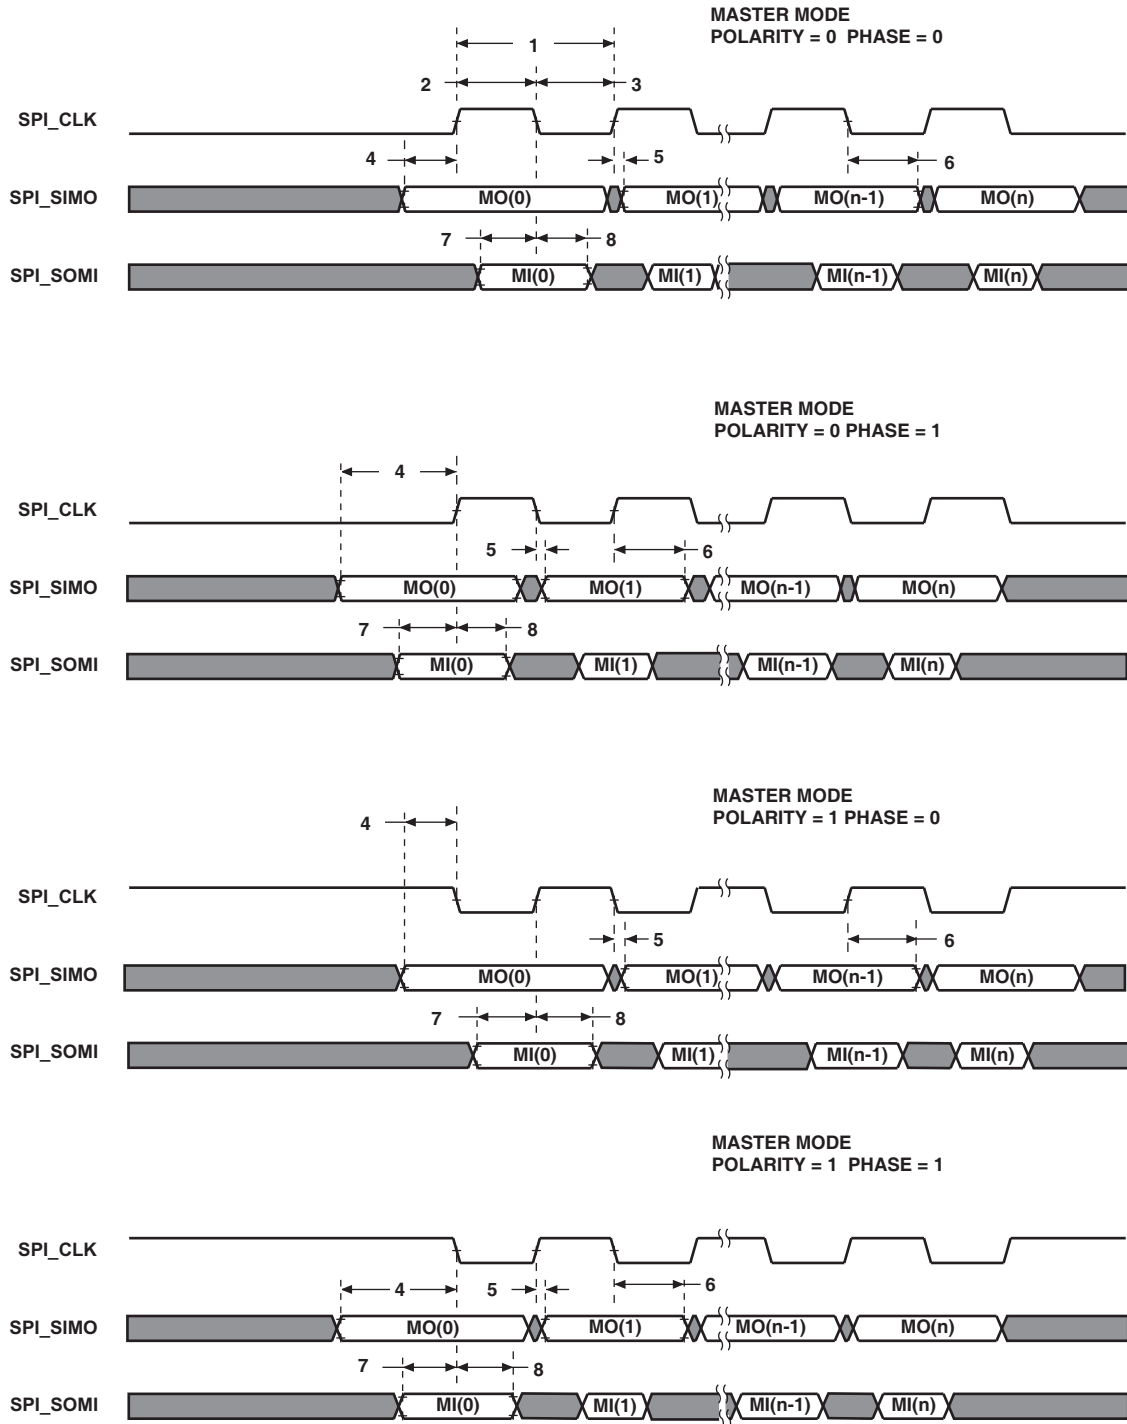 MASTER MODE
POLARITY = 0 PHASE = 0
1
2
3
SPI_CLK
4
5
6
SPI_SIMO
MO(0)
MO(1)
MO(n-1)
MO(n)
7
8
SPI_SOMI
MI(0)
MI(1)
MI(n-1)
MI(n)
MASTER MODE
POLARITY = 0 PHASE = 1
4
SPI_CLK
5
6
SPI_SIMO
MO(0)
MO(1)
MO(n-1)
MO(n)
7
8
SPI_SOMI
MI(0)
MI(1)
MI(n-1)
MI(n)
MASTER MODE
POLARITY = 1 PHASE = 0
4
SPI_CLK
5
6
SPI_SIMO
MO(0)
MO(1)
MO(n-1)
MO(n)
7
8
SPI_SOMI
MI(0)
MI(1)
MI(n-1)
MI(n)
MASTER MODE
POLARITY = 1 PHASE = 1
SPI_CLK
4
5
6
SPI_SIMO
MO(0)
MO(1)
MO(n-1)
MO(n)
7
8
SPI_SOMI
MI(0)
MI(1)
MI(n-1)
MI(n)